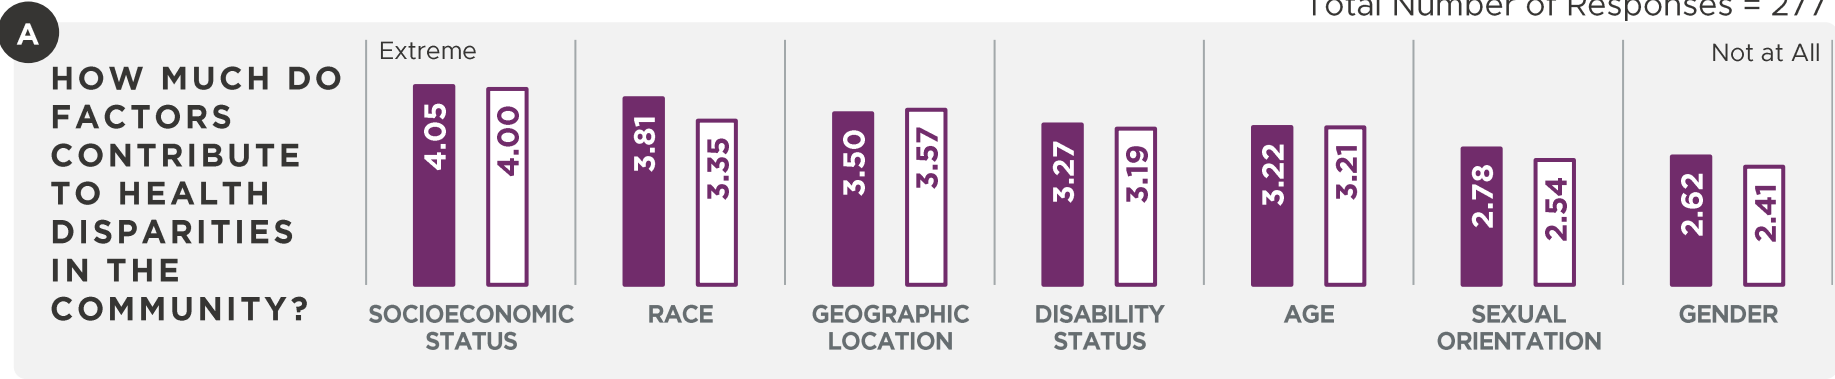 Total Number of Responses = 277
A
HOW MUCH DO
FACTORS
CONTRIBUTE
TO HEALTH
DISPARITIES
IN THE
COMMUNITY?
Extreme
Not at All
4.05
4.00
3.81
3.35
3.50
3.57
3.27
3.19
3.22
3.21
2.78
2.54
2.62
2.41
SOCIOECONOMIC
STATUS
RACE
GEOGRAPHIC
LOCATION
DISABILITY
STATUS
AGE
SEXUAL
ORIENTATION
GENDER